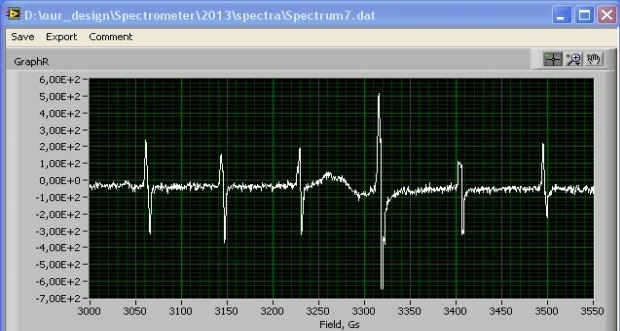 D:\our_design\Spectrometer\2013\spectra\Spectrum7.dat
Save Export Comment
GraphR
6,00E+2
5,00E+2
4,00E+2
3,00E+2
2,00E+2
1,00E+2
0,00E+0
-1,00E+2
-2,00E+2
-3,00E+2
-4,00E+2
-5,00E+2
-6,00E+2
-7,00E+2
3000 3050 3100 3150 3200 3250 3300 3350 3400 3450 3500 3550
Field, Gs